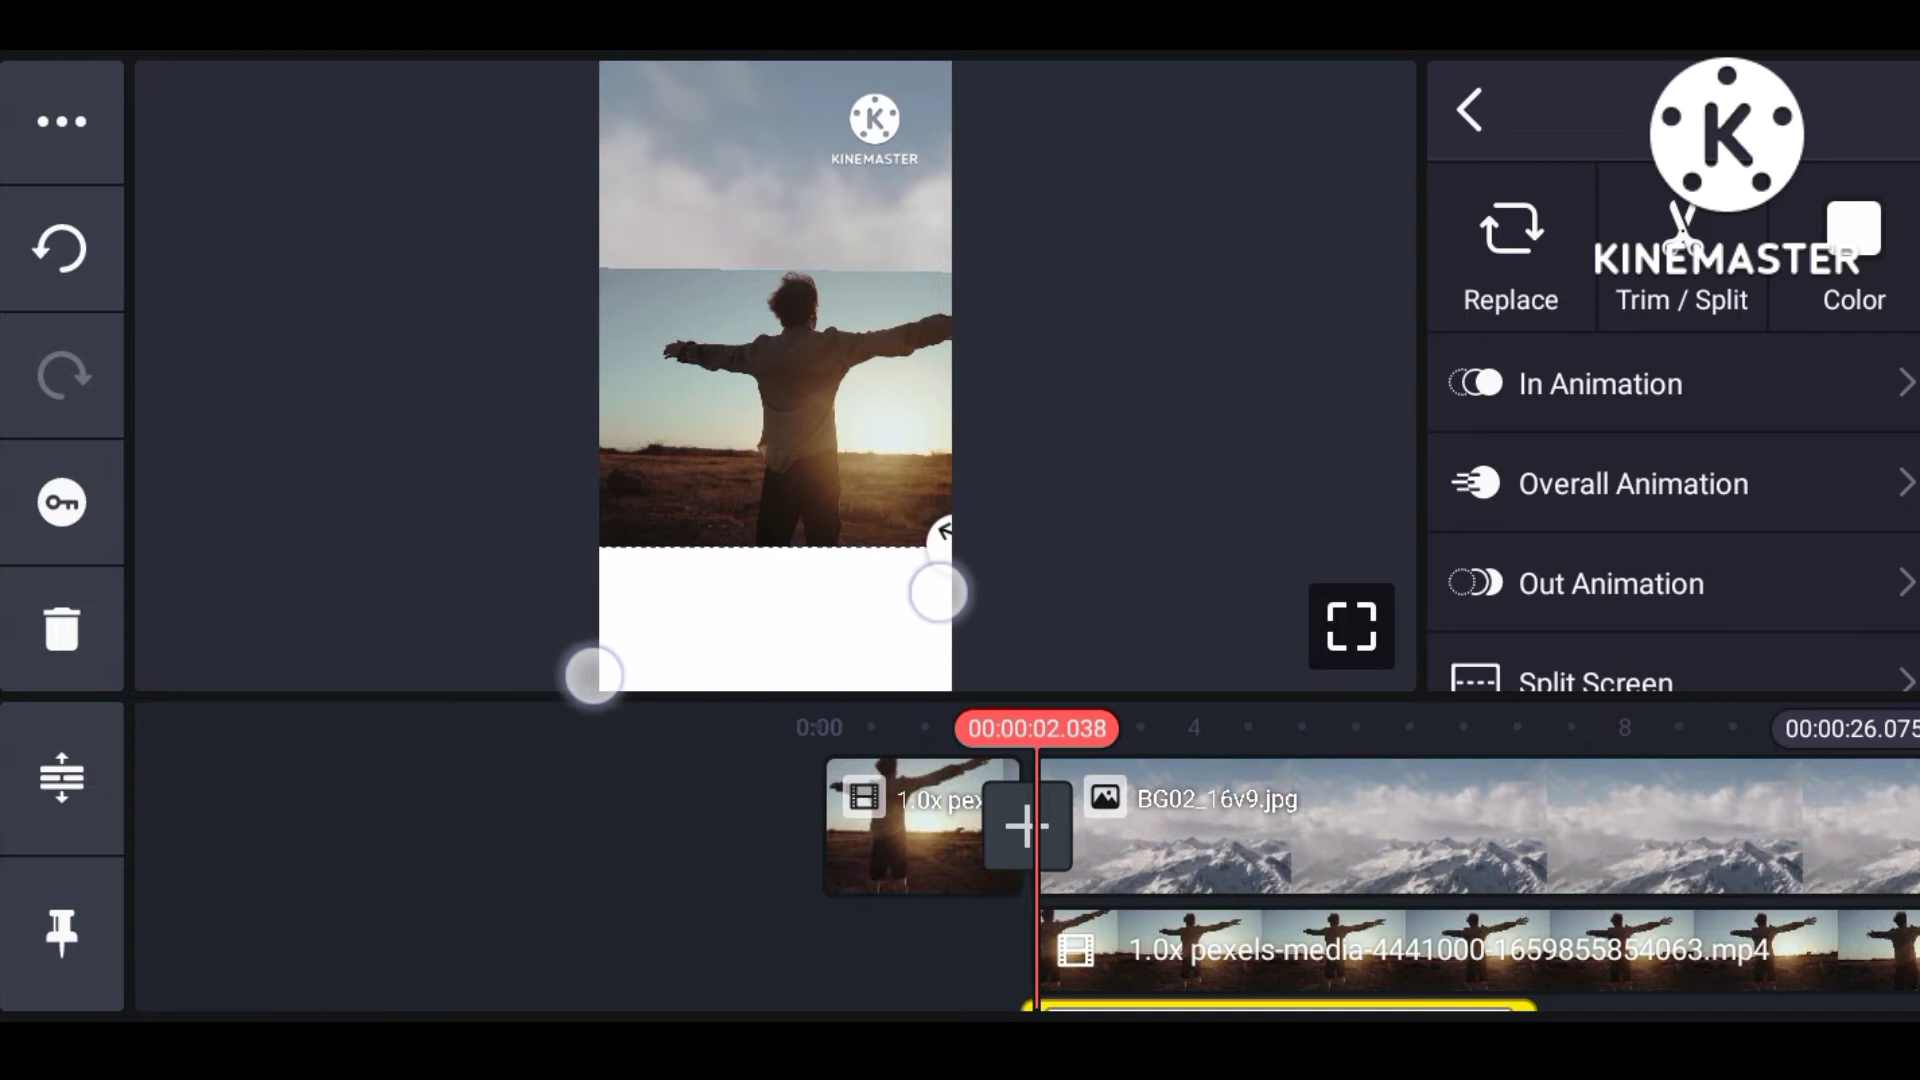 K
KINEMASTER
K
KINEMASTER
Replace
Trim / Split
Color
In Animation
Overall Animation
Out Animation
Split Screen
0:00
00:00:02.038
4
8
00:00:26.075
1.0x pex
BG02_16v9.jpg
1.0x pexels-media-4441000-1659855854063.mp4